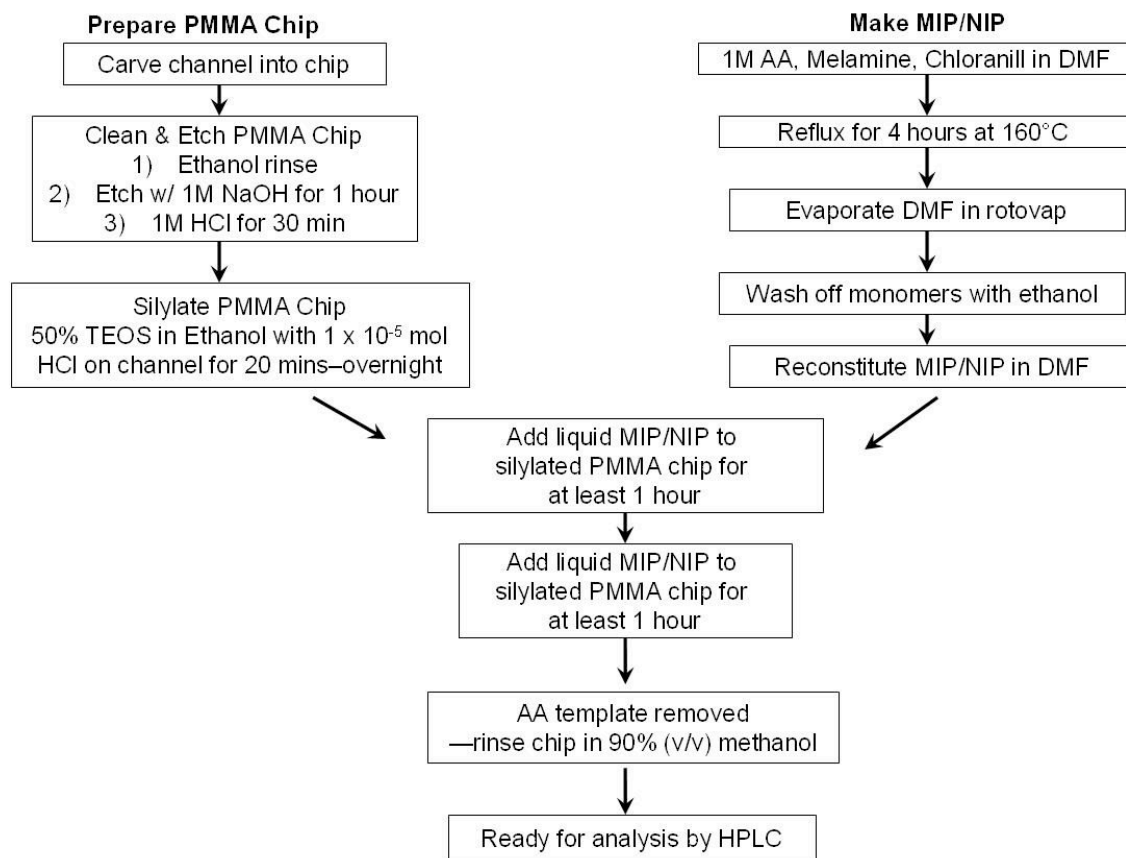 Prepare PMMA Chip
Carve channel into chip
Clean & Etch PMMA Chip
1) Ethanol rinse
2) Etch w/ 1M NaOH for 1 hour
3) 1M HCl for 30 min
Silylate PMMA Chip
50% TEOS in Ethanol with 1 x 10⁻⁵ mol
HCl on channel for 20 mins–overnight
Make MIP/NIP
1M AA, Melamine, Chloranill in DMF
Reflux for 4 hours at 160°C
Evaporate DMF in rotovap
Wash off monomers with ethanol
Reconstitute MIP/NIP in DMF
Add liquid MIP/NIP to
silylated PMMA chip for
at least 1 hour
Add liquid MIP/NIP to
silylated PMMA chip for
at least 1 hour
AA template removed
—rinse chip in 90% (v/v) methanol
Ready for analysis by HPLC